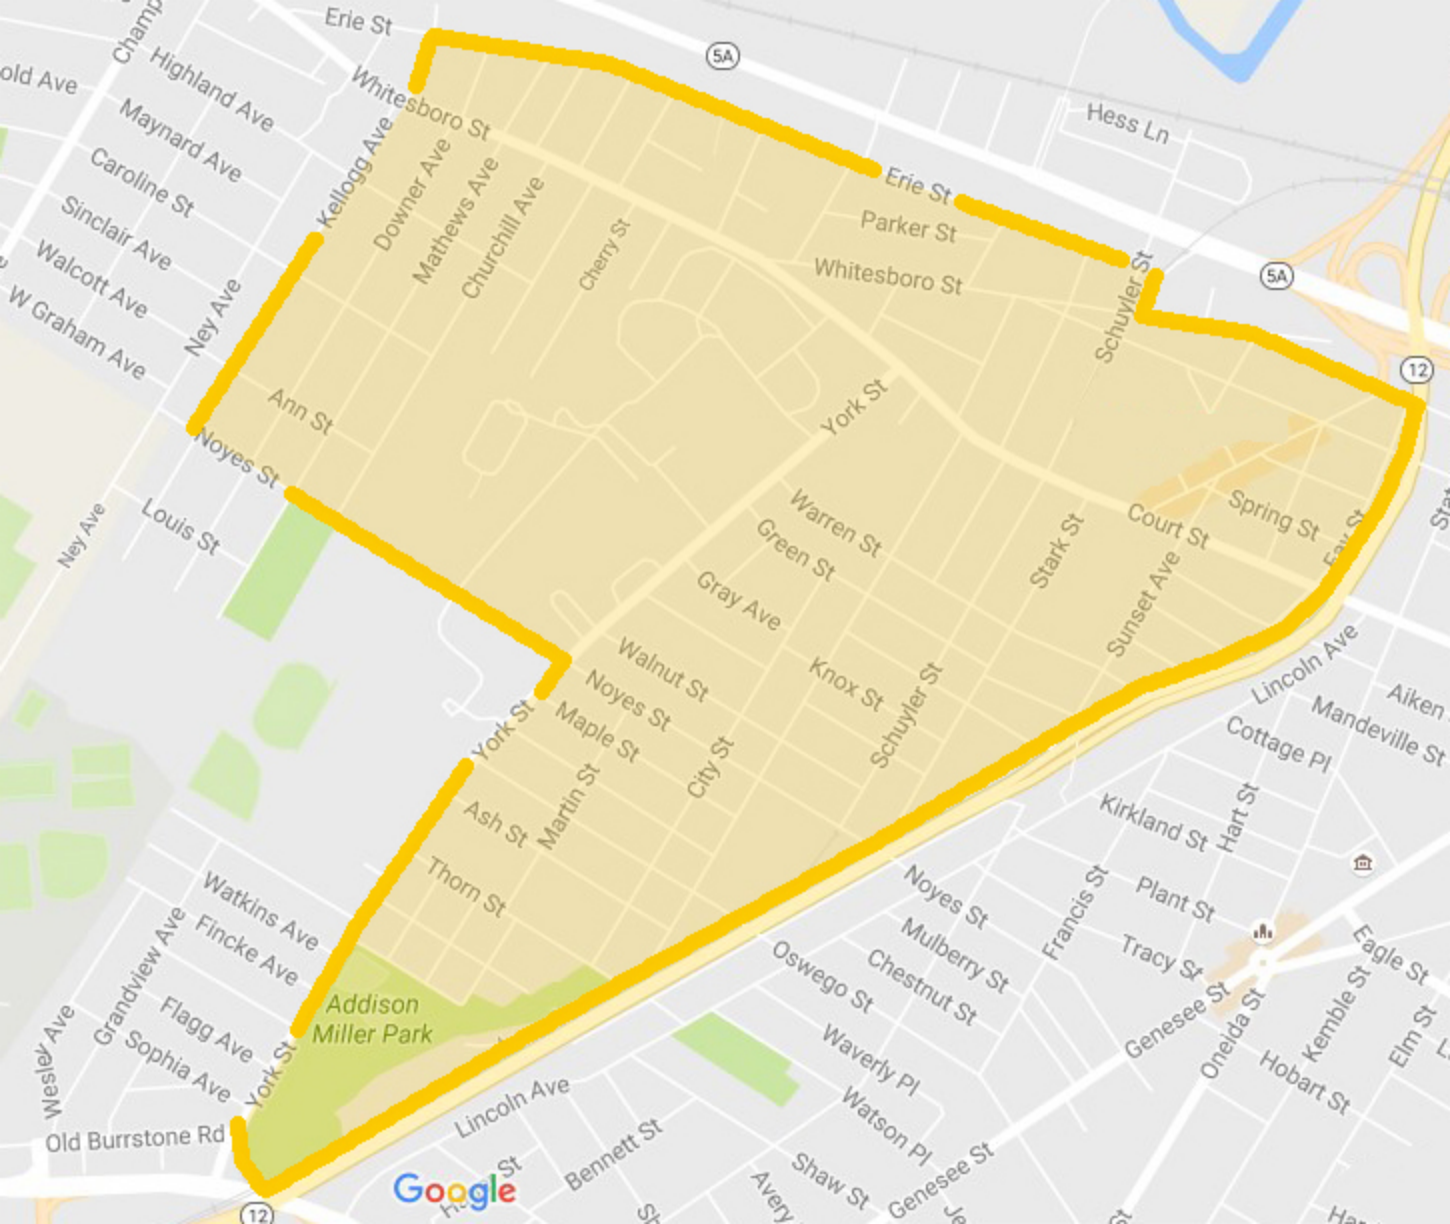 Champ
Erie St
5A
Hess Ln
Highland Ave
old Ave
Whitesboro St
Maynard Ave
Caroline St
Kellogg Ave
Downer Ave
Mathews Ave
Churchill Ave
Erie St
Sinclair Ave
Cherry St
Parker St
Walcott Ave
Whitesboro St
Schuyler St
5A
W Graham Ave
Ney Ave
12
York St
Ann St
Noyes St
Louis St
Ney Ave
Warren St
Green St
Gray Ave
Stark St
Court St
Spring St
Fay St
Stat
Sunset Ave
Walnut St
Noyes St
Knox St
Schuyler St
Lincoln Ave
Aiken
Mandeville St
Cottage Pl
York St
Maple St
City St
Martin St
Ash St
Kirkland St
Hart St
Thorn St
Noyes St
Francis St
Plant St
Watkins Ave
Fincke Ave
Grandview Ave
Mulberry St
Tracy St
Eagle St
Oswego St
Chestnut St
Genesee St
Oneida St
Kemble St
Elm St
Addison
Miller Park
Flagg Ave
Sophia Ave
Wesley Ave
York St
Waverly Pl
Hobart St
Old Burrstone Rd
Lincoln Ave
Watson Pl
Bennett St
Shaw St
Genesee St
Google
Avery
12